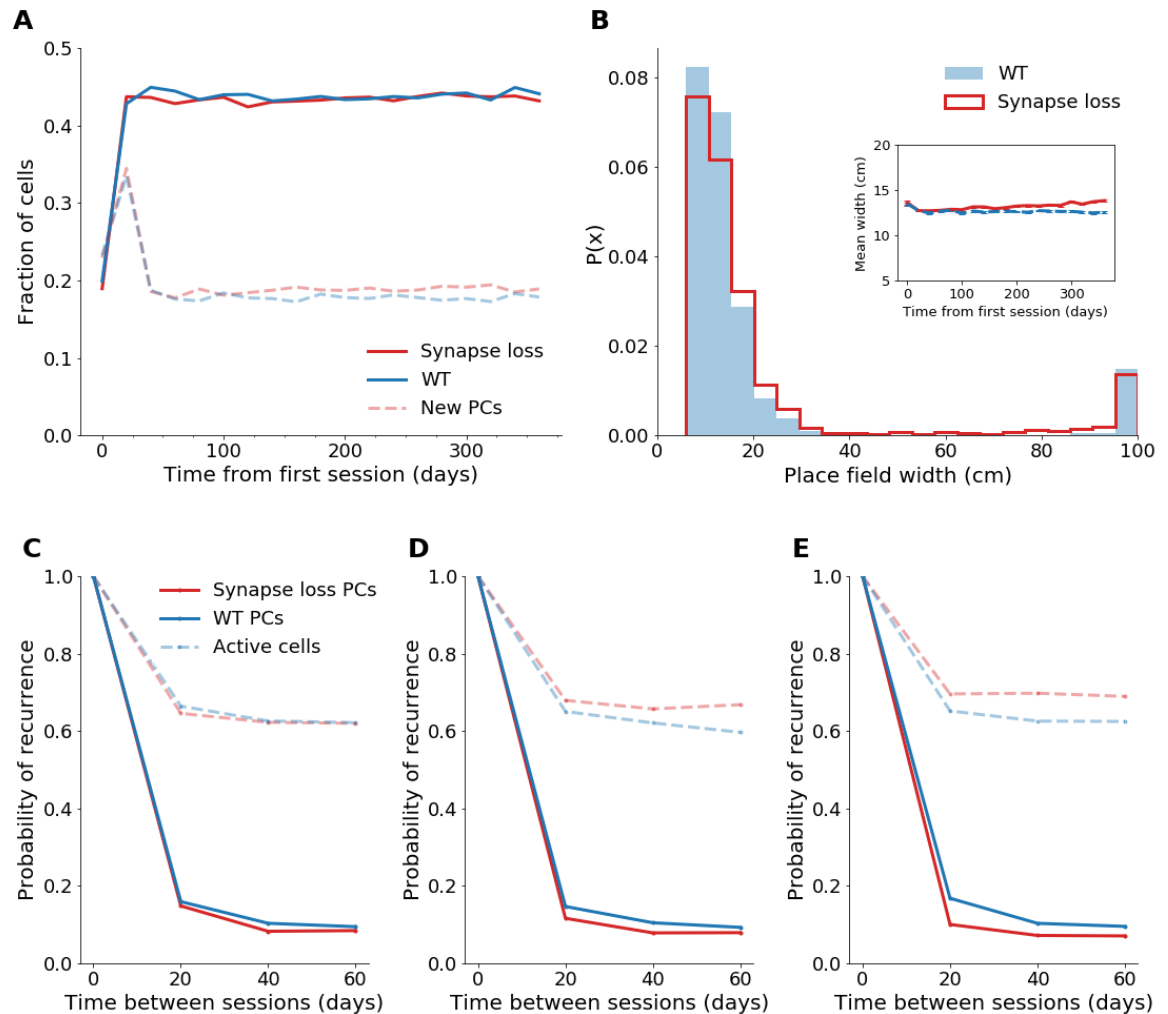 A
0.5
0.4
0.3
0.2
0.1
0.0
Fraction of cells
Synapse loss
WT
New PCs
0
100
200
300
Time from first session (days)
B
0.08
0.06
0.04
0.02
0.00
P(x)
WT
Synapse loss
20
15
10
5
Mean width (cm)
0
100
200
300
Time from first session (days)
0
20
40
60
80
100
Place field width (cm)
C
1.0
0.8
0.6
0.4
0.2
0.0
Probability of recurrence
Synapse loss PCs
WT PCs
Active cells
0
20
40
60
Time between sessions (days)
D
1.0
0.8
0.6
0.4
0.2
0.0
Probability of recurrence
0
20
40
60
Time between sessions (days)
E
1.0
0.8
0.6
0.4
0.2
0.0
Probability of recurrence
0
20
40
60
Time between sessions (days)